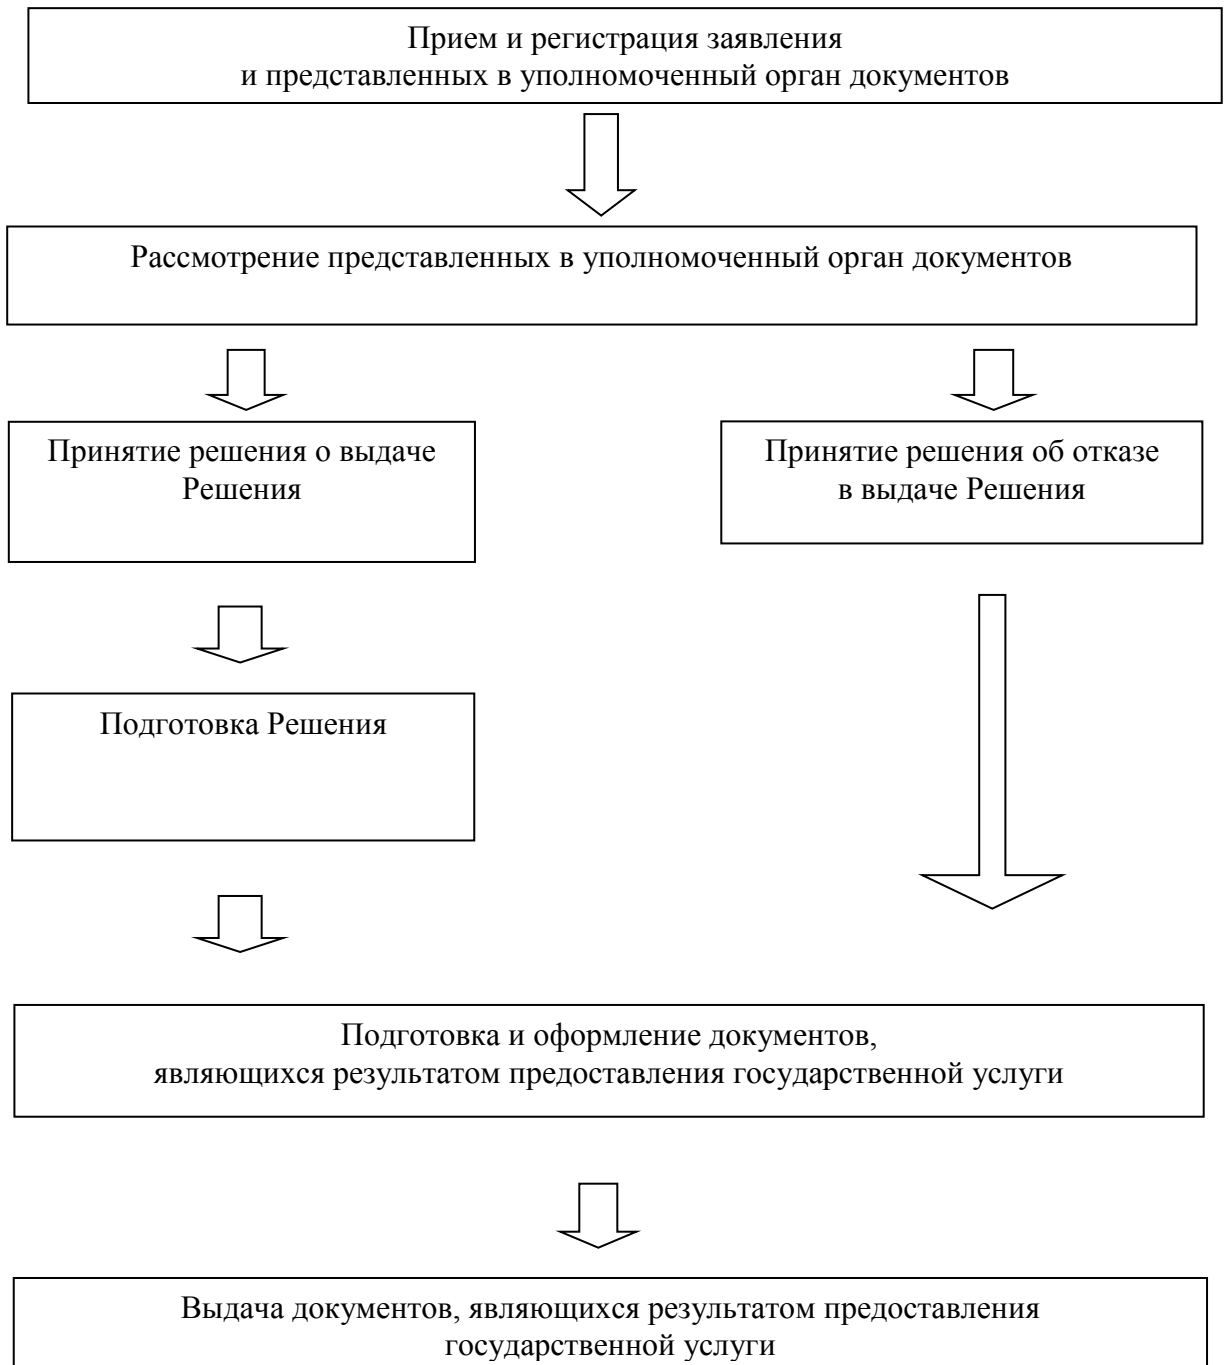 Прием и регистрация заявления
и представленных в уполномоченный орган документов
Рассмотрение представленных в уполномоченный орган документов
Принятие решения о выдаче
Решения
Принятие решения об отказе
в выдаче Решения
Подготовка Решения
Подготовка и оформление документов,
являющихся результатом предоставления государственной услуги
Выдача документов, являющихся результатом предоставления
государственной услуги